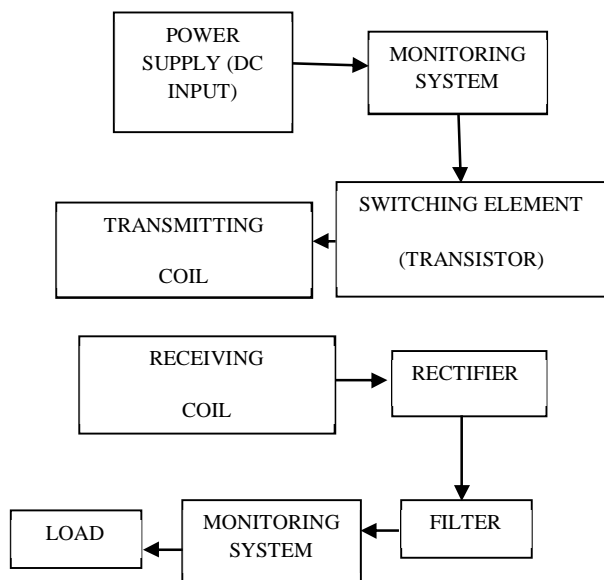 POWER
SUPPLY (DC
INPUT)
MONITORING
SYSTEM
SWITCHING ELEMENT
(TRANSISTOR)
TRANSMITTING
COIL
RECEIVING
COIL
RECTIFIER
FILTER
MONITORING
SYSTEM
LOAD